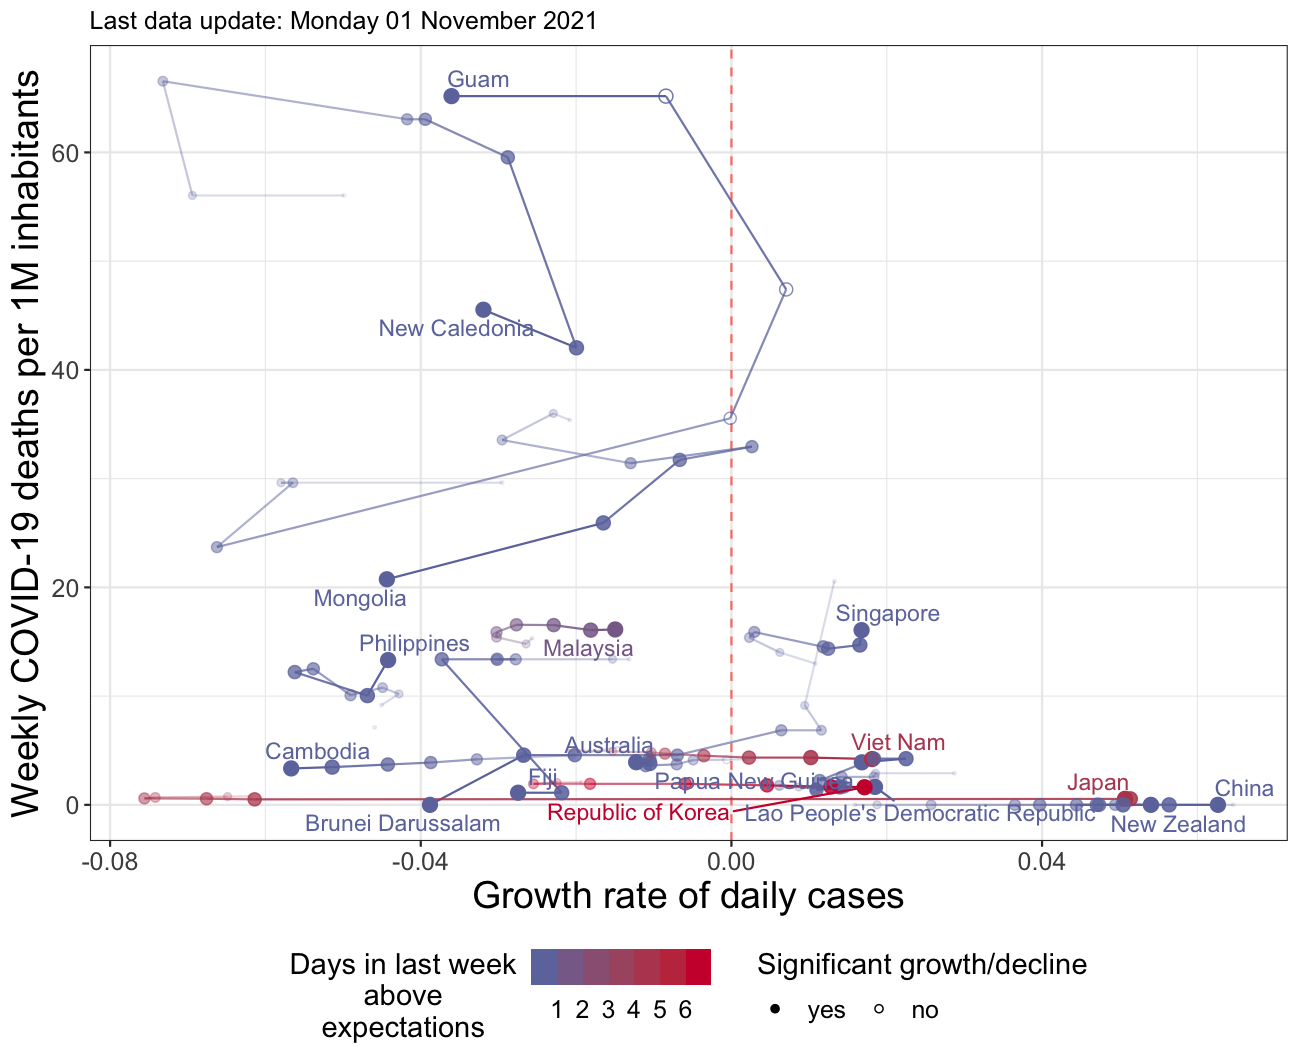 Last data update: Monday 01 November 2021
Weekly COVID-19 deaths per 1M inhabitants
60
40
20
0
Guam
New Caledonia
Mongolia
Singapore
Philippines
Malaysia
Cambodia
Australia
Viet Nam
Fiji
Papua New Guinea
Japan
China
Republic of Korea
Lao People's Democratic Republic
Brunei Darussalam
New Zealand
-0.08
-0.04
0.00
0.04
Growth rate of daily cases
Days in last week
above
expectations
1 2 3 4 5 6
Significant growth/decline
yes
no